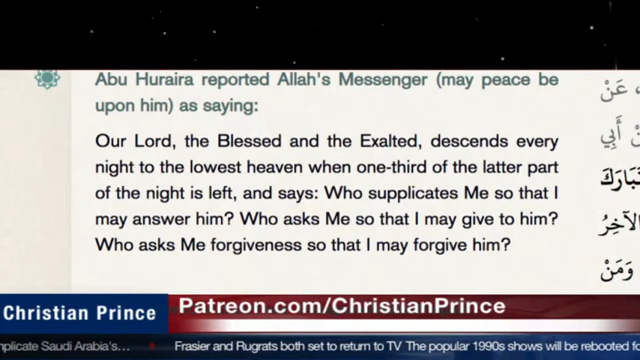 Abu Huraira reported Allah's Messenger (may peace be
upon him) as saying:
Our Lord, the Blessed and the Exalted, descends every
night to the lowest heaven when one-third of the latter part
of the night is left, and says: Who supplicates Me so that I
may answer him? Who asks Me so that I may give to him?
Who asks Me forgiveness so that I may forgive him?
، عَنْ
أَبِي
الآخِرُ
وَمَنْ
Christian Prince
Patreon.com/ChristianPrince
mplicate Saudi Arabia's... Frasier and Rugrats both set to return to TV The popular 1990s shows will be rebooted fo